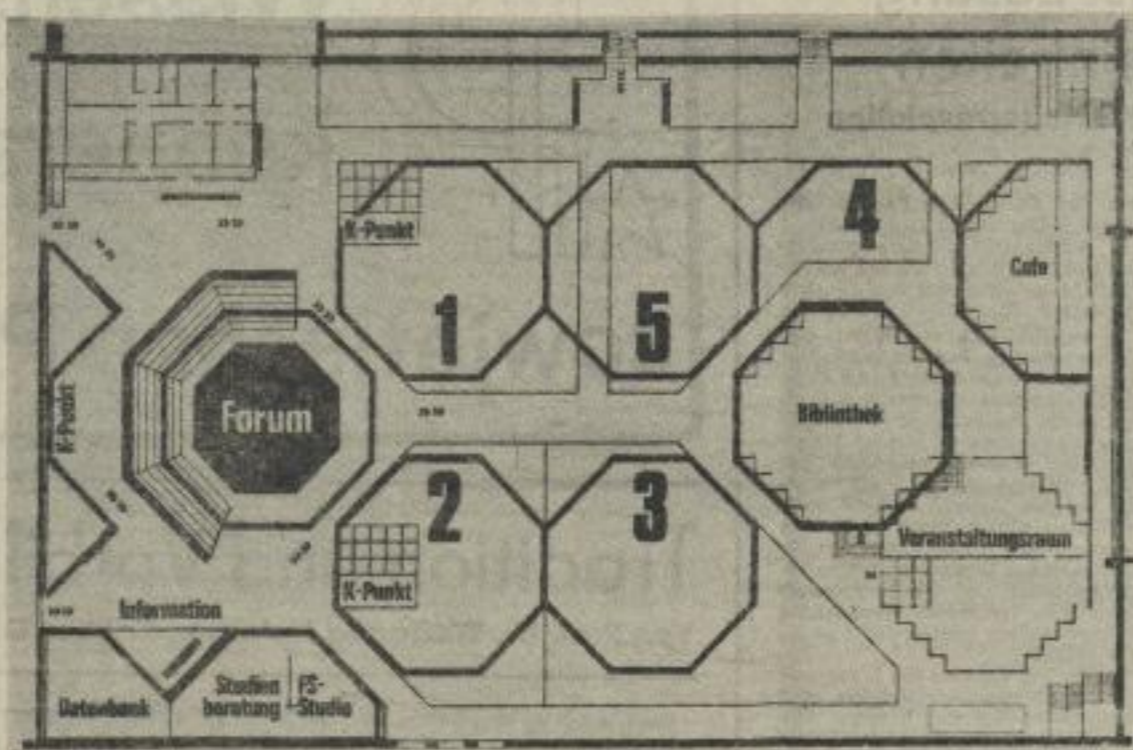 K-Punkt
1
5
4
Cafe
K-Punkt
Forum
Bibliothek
2
3
K-Punkt
Veranstaltungsraum
Information
Datenbank
Studien
beratung
FS-
Studio